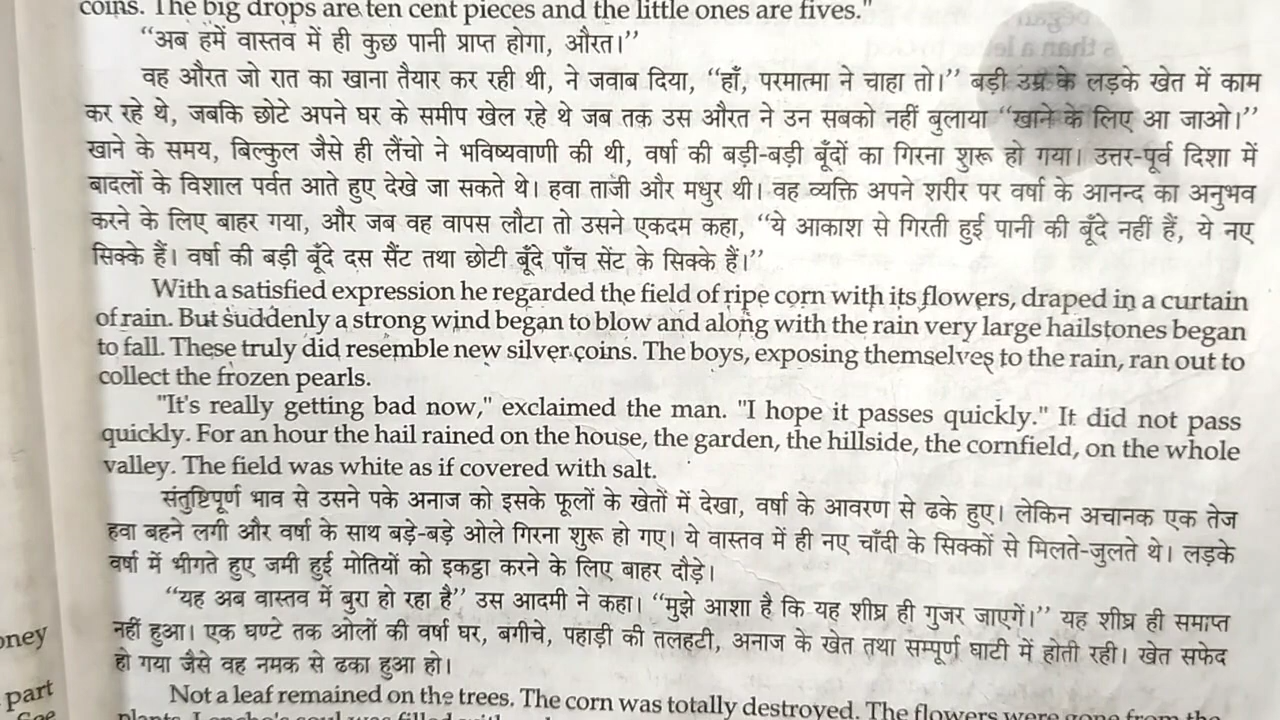 coins. The big drops are ten cent pieces and the little ones are fives."
“अब हमें वास्तव में ही कुछ पानी प्राप्त होगा, औरत।”
वह औरत जो रात का खाना तैयार कर रही थी, ने जवाब दिया, “हाँ, परमात्मा ने चाहा तो।” बड़ी उम्र के लड़के खेत में काम
कर रहे थे, जबकि छोटे अपने घर के समीप खेल रहे थे जब तक उस औरत ने उन सबको नहीं बुलाया “खाने के लिए आ जाओ।”
खाने के समय, बिल्कुल जैसे ही लैंचो ने भविष्यवाणी की थी, वर्षा की बड़ी-बड़ी बूँदों का गिरना शुरू हो गया। उत्तर-पूर्व दिशा में
बादलों के विशाल पर्वत आते हुए देखे जा सकते थे। हवा ताजी और मधुर थी। वह व्यक्ति अपने शरीर पर वर्षा के आनन्द का अनुभव
करने के लिए बाहर गया, और जब वह वापस लौटा तो उसने एकदम कहा, “ये आकाश से गिरती हुई पानी की बूँदे नहीं हैं, ये नए
सिक्के हैं। वर्षा की बड़ी बूँदे दस सैंट तथा छोटी बूँदे पाँच सेंट के सिक्के हैं।”
With a satisfied expression he regarded the field of ripe corn with its flowers, draped in a curtain
of rain. But suddenly a strong wind began to blow and along with the rain very large hailstones began
to fall. These truly did resemble new silver coins. The boys, exposing themselves to the rain, ran out to
collect the frozen pearls.
"It's really getting bad now," exclaimed the man. "I hope it passes quickly." It did not pass
quickly. For an hour the hail rained on the house, the garden, the hillside, the cornfield, on the whole
valley. The field was white as if covered with salt.
संतुष्टिपूर्ण भाव से उसने पके अनाज को इसके फूलों के खेतों में देखा, वर्षा के आवरण से ढके हुए। लेकिन अचानक एक तेज
हवा बहने लगी और वर्षा के साथ बड़े-बड़े ओले गिरना शुरू हो गए। ये वास्तव में ही नए चाँदी के सिक्कों से मिलते-जुलते थे। लड़के
वर्षा में भीगते हुए जमी हुई मोतियों को इकट्ठा करने के लिए बाहर दौड़े।
“यह अब वास्तव में बुरा हो रहा है” उस आदमी ने कहा। “मुझे आशा है कि यह शीघ्र ही गुजर जाएगें।” यह शीघ्र ही समाप्त
नहीं हुआ। एक घण्टे तक ओलों की वर्षा घर, बगीचे, पहाड़ी की तलहटी, अनाज के खेत तथा सम्पूर्ण घाटी में होती रही। खेत सफेद
हो गया जैसे वह नमक से ढका हुआ हो।
Not a leaf remained on the trees. The corn was totally destroyed. The flowers were gone from the
part